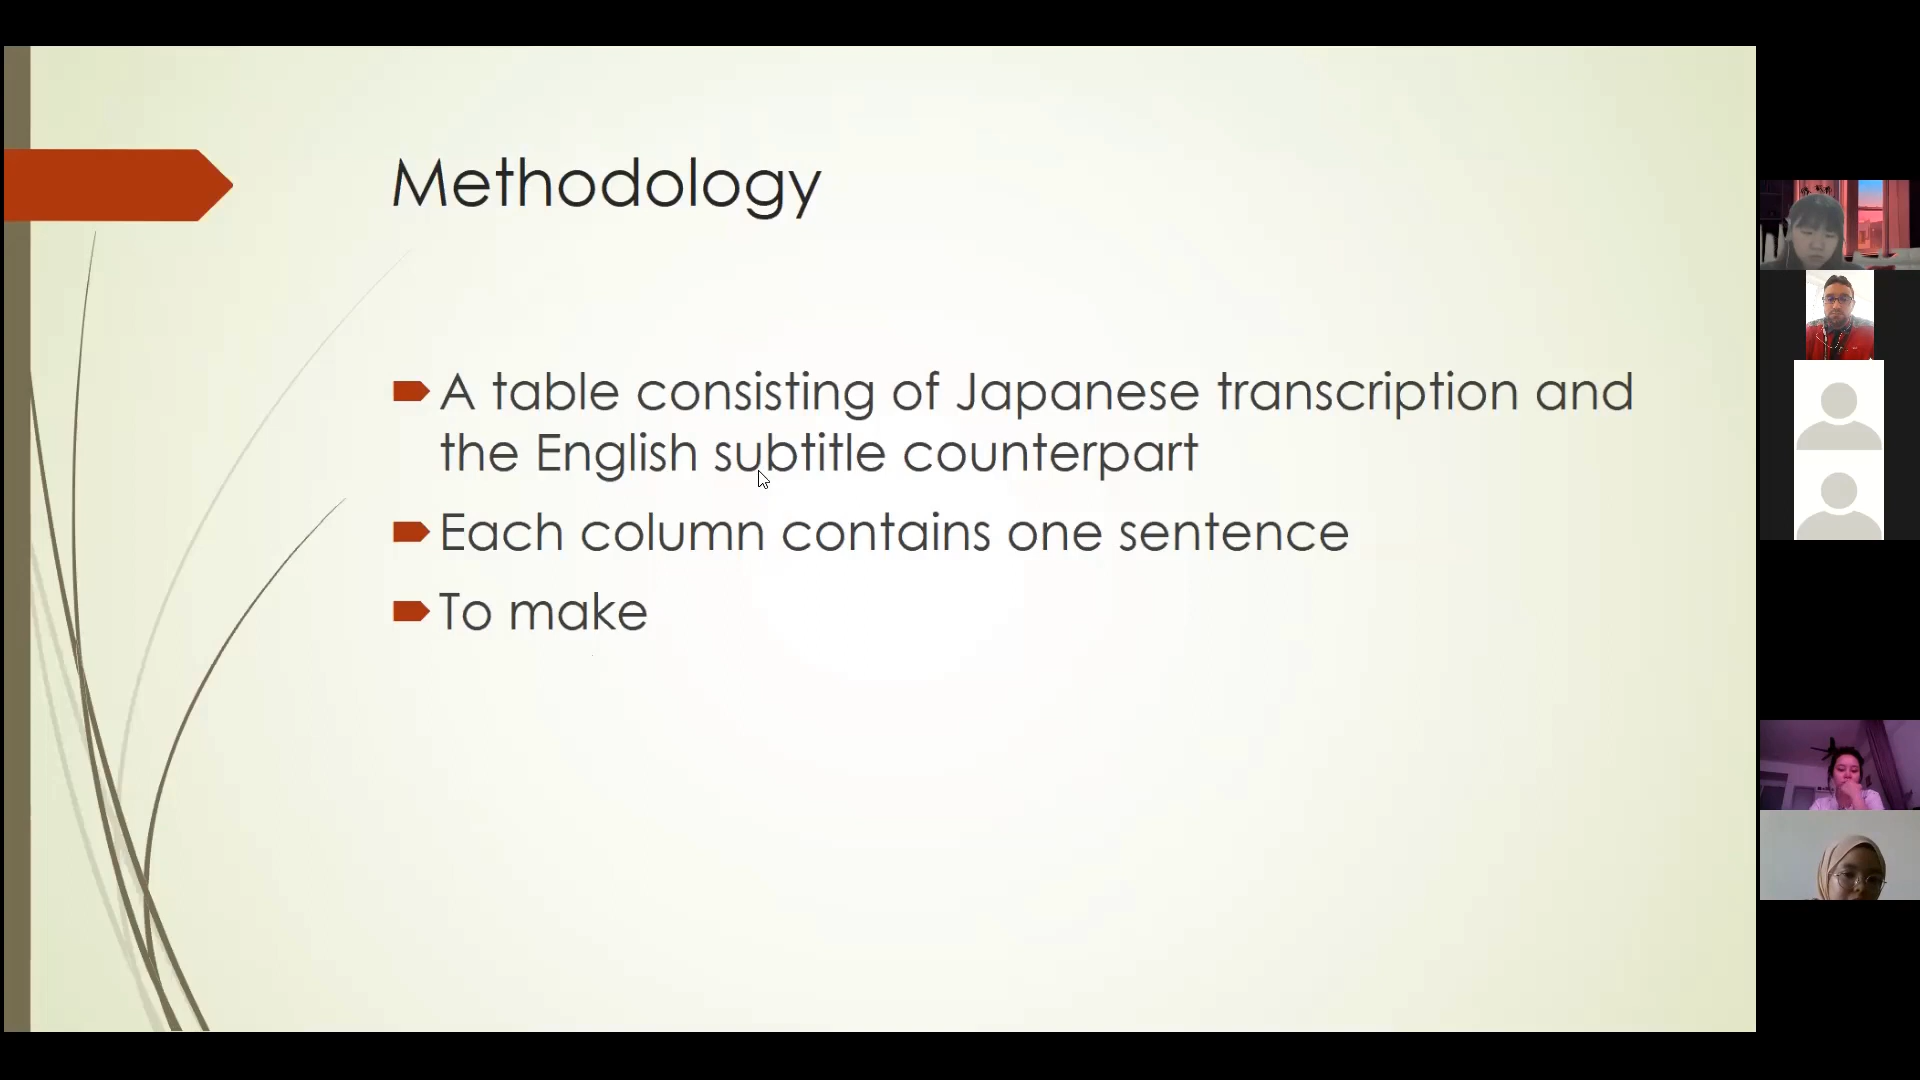 Methodology
A table consisting of Japanese transcription and
the English subtitle counterpart
Each column contains one sentence
To make